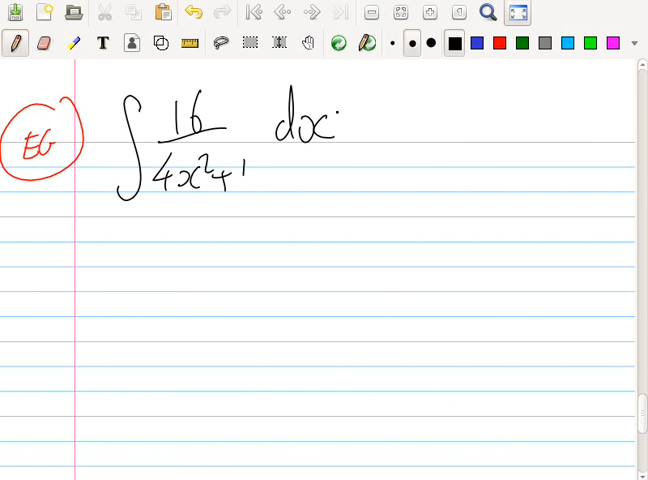 EG ∫ 16/(4x²+1) dx